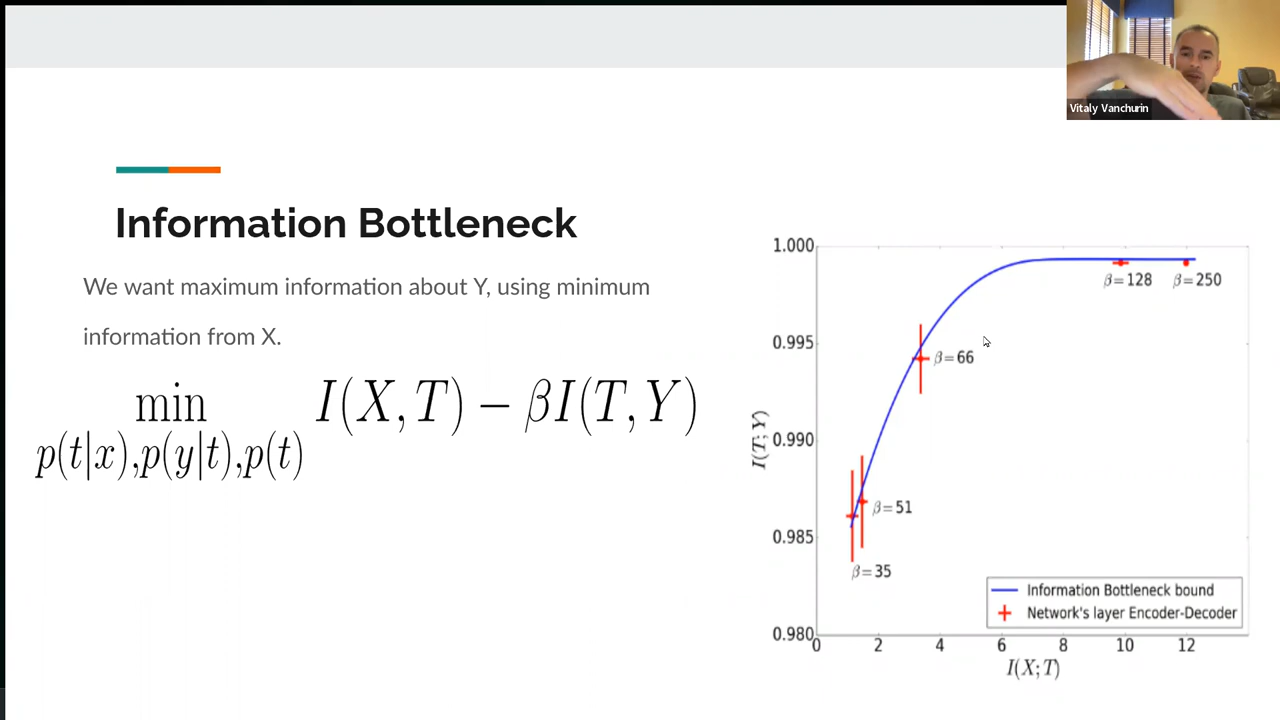 Vitaly Vanchurin
Information Bottleneck
We want maximum information about Y, using minimum
information from X.
min I(X, T) − βI(T, Y)
p(t|x),p(y|t),p(t)
1.000
0.995
0.990
0.985
0.980
I(T; Y)
β=128 β=250
β=66
β=51
β=35
Information Bottleneck bound
Network's layer Encoder-Decoder
0 2 4 6 8 10 12
I(X; T)